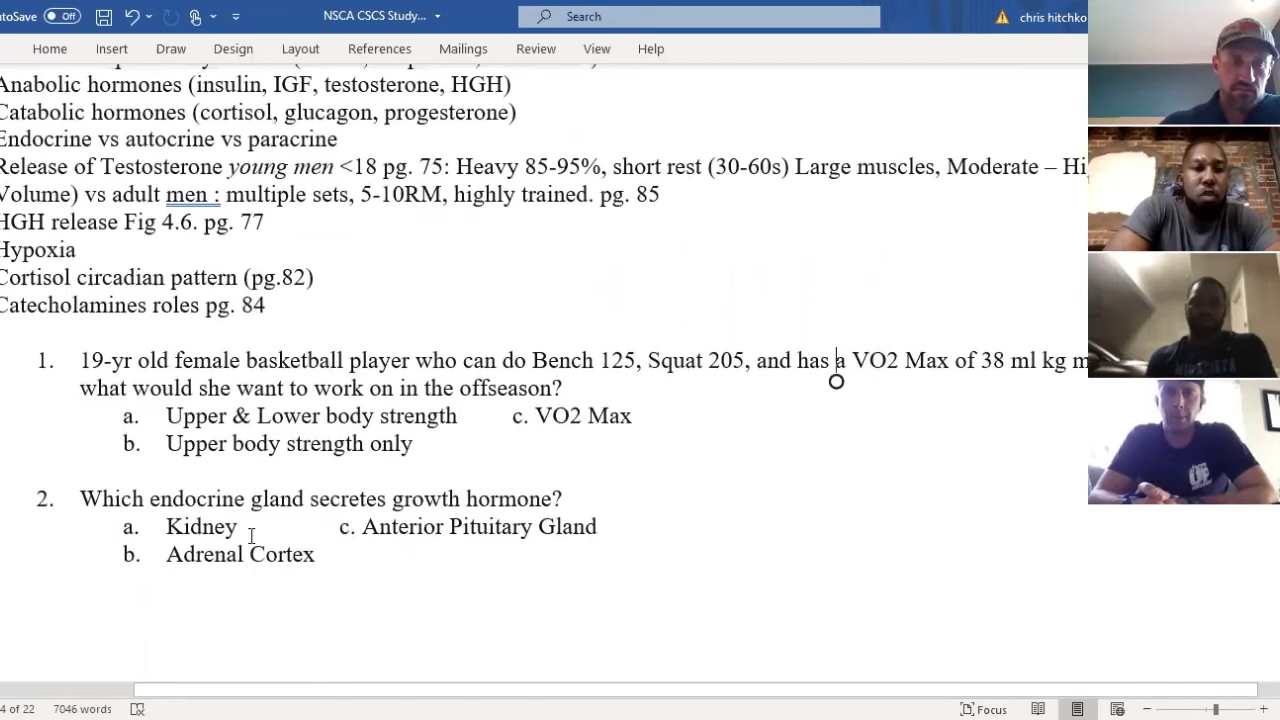 AutoSave Off NSCA CSCS Study... Search chris hitchko
Home Insert Draw Design Layout References Mailings Review View Help
Anabolic hormones (insulin, IGF, testosterone, HGH)
Catabolic hormones (cortisol, glucagon, progesterone)
Endocrine vs autocrine vs paracrine
Release of Testosterone young men <18 pg. 75: Heavy 85-95%, short rest (30-60s) Large muscles, Moderate – Hi
Volume) vs adult men : multiple sets, 5-10RM, highly trained. pg. 85
HGH release Fig 4.6. pg. 77
Hypoxia
Cortisol circadian pattern (pg.82)
Catecholamines roles pg. 84
1. 19-yr old female basketball player who can do Bench 125, Squat 205, and has a VO2 Max of 38 ml kg m
what would she want to work on in the offseason?
a. Upper & Lower body strength c. VO2 Max
b. Upper body strength only
2. Which endocrine gland secretes growth hormone?
a. Kidney c. Anterior Pituitary Gland
b. Adrenal Cortex
4 of 22 7046 words Focus